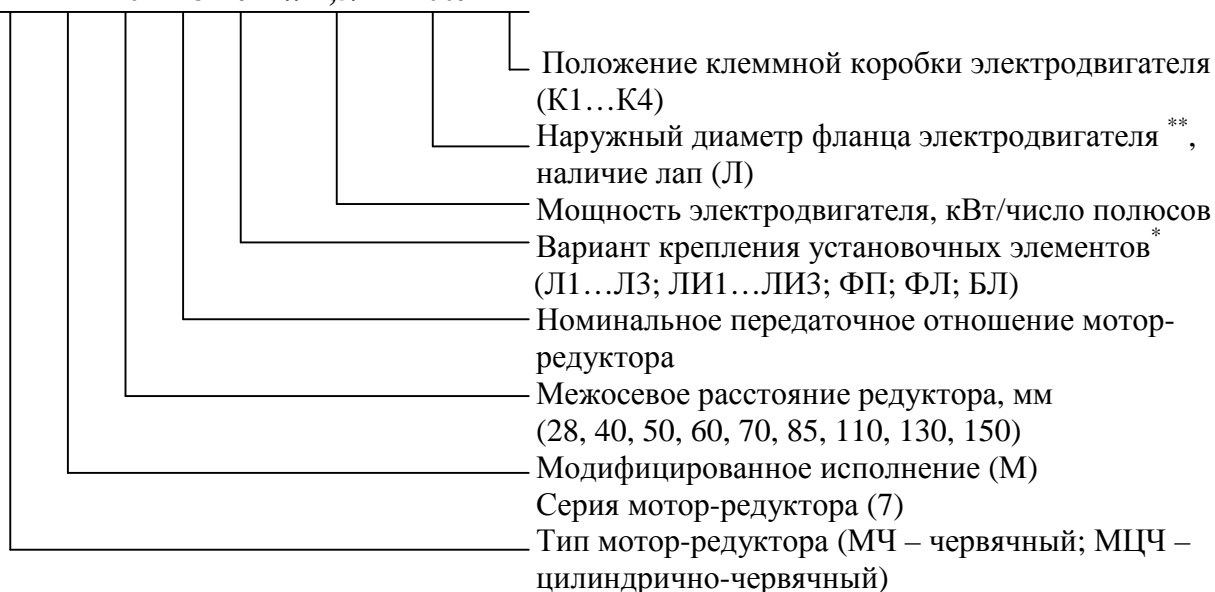 Положение клеммной коробки электродвигателя
(К1…К4)
Наружный диаметр фланца электродвигателя **,
наличие лап (Л)
Мощность электродвигателя, кВт/число полюсов
Вариант крепления установочных элементов*
(Л1…Л3; ЛИ1…ЛИ3; ФП; ФЛ; БЛ)
Номинальное передаточное отношение мотор-
редуктора
Межосевое расстояние редуктора, мм
(28, 40, 50, 60, 70, 85, 110, 130, 150)
Модифицированное исполнение (М)
Серия мотор-редуктора (7)
Тип мотор-редуктора (МЧ – червячный; МЦЧ –
цилиндрично-червячный)